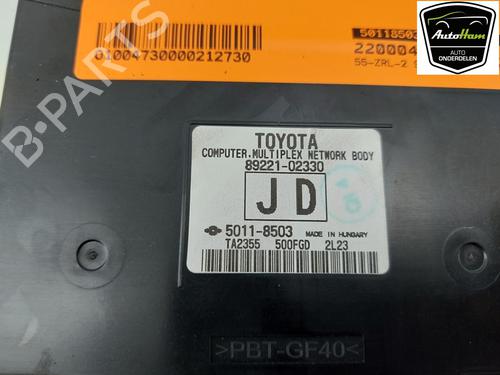 50118503
220004
55-ZRL-2
61004730000212730
AutoHam
AUTO
ONDERDELEN
TOYOTA
COMPUTER.MULTIPLEX NETWORK BODY
89221-02330
JD
5011-8503
MADE IN HUNGARY
TA2355 500FGD 2L23
>PBT-GF40<
B-PARTS